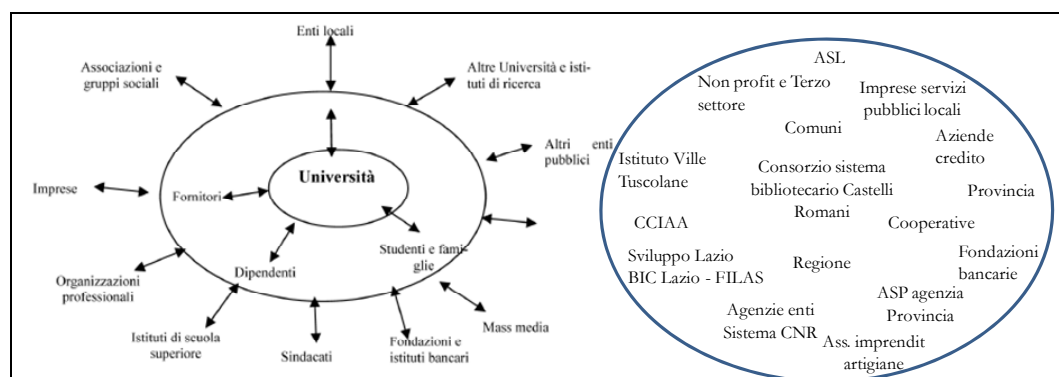 Enti locali
Associazioni e
gruppi sociali
Altre Università e isti-
tuti di ricerca
Altri enti
pubblici
Imprese
Fornitori
Università
Studenti e fami-
glie
Dipendenti
Organizzazioni
professionali
Istituti di scuola
superiore
Sindacati
Fondazioni e
istituti bancari
Mass media
ASL
Non profit e Terzo
settore
Imprese servizi
pubblici locali
Comuni
Aziende
credito
Istituto Ville
Tuscolane
Consorzio sistema
bibliotecario Castelli
Romani
Provincia
CCIAA
Cooperative
Sviluppo Lazio
BIC Lazio - FILAS
Regione
Fondazioni
bancarie
ASP agenzia
Provincia
Agenzie enti
Sistema CNR
Ass. imprendit
artigiane